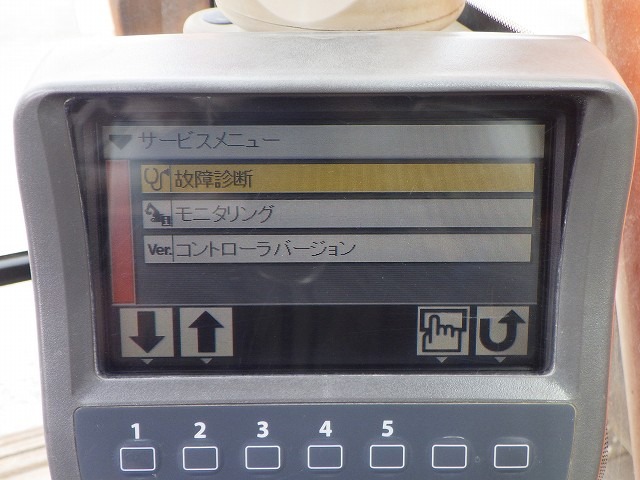 サービスメニュー
故障診断
モニタリング
Ver. コントローラバージョン
1 2 3 4 5